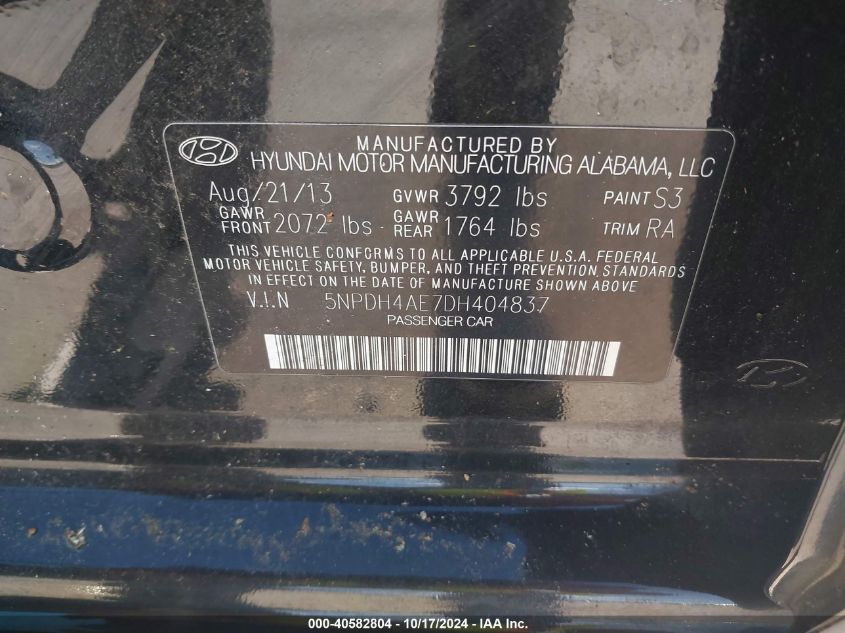 MANUFACTURED BY
HYUNDAI MOTOR MANUFACTURING ALABAMA, LLC
Aug/21/13 GVWR 3792 lbs PAINT S3
GAWR FRONT 2072 lbs GAWR REAR 1764 lbs TRIM RA
THIS VEHICLE CONFORMS TO ALL APPLICABLE U.S.A. FEDERAL
MOTOR VEHICLE SAFETY, BUMPER, AND THEFT PREVENTION STANDARDS
IN EFFECT ON THE DATE OF MANUFACTURE SHOWN ABOVE.
V.I.N 5NPDH4AE7DH404837
PASSENGER CAR
000-40582804 - 10/17/2024 - IAA Inc.